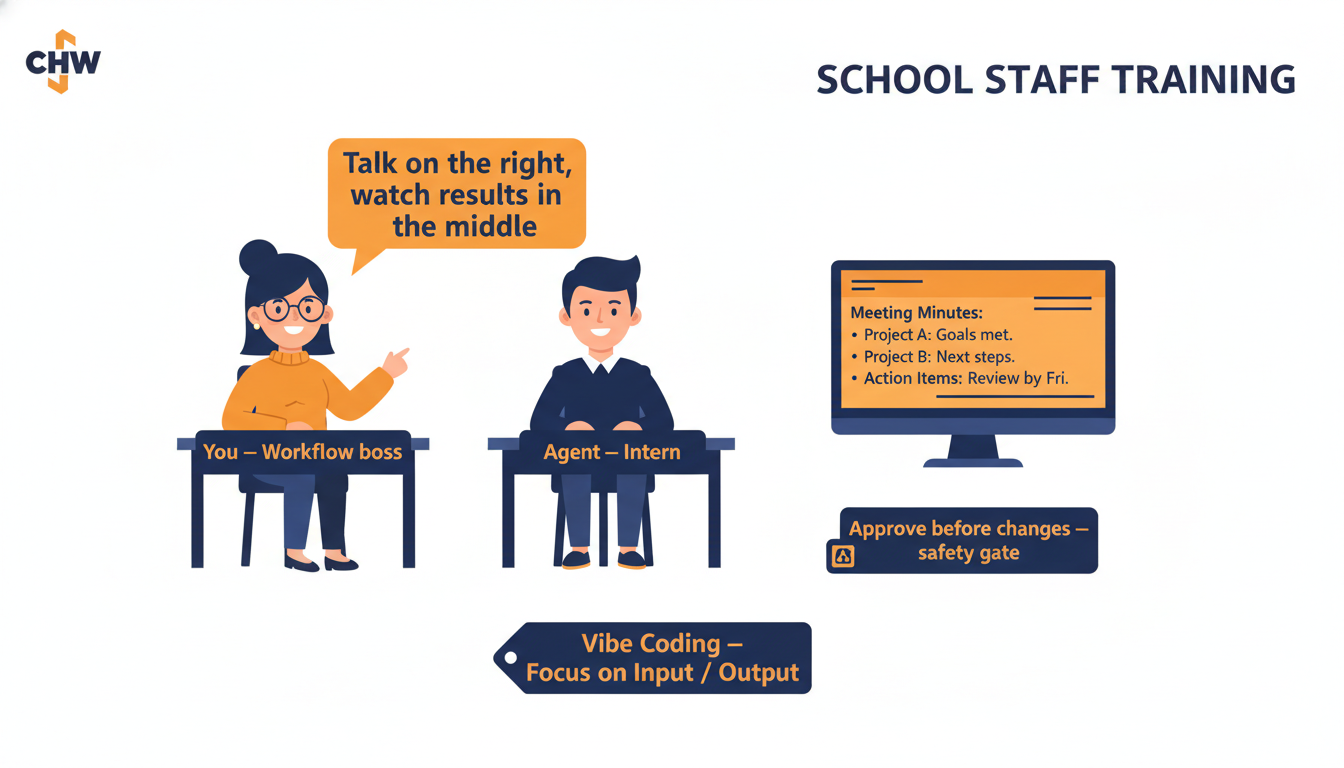 CHW
SCHOOL STAFF TRAINING
Talk on the right,
watch results in
the middle
You – Workflow boss
Agent – Intern
Meeting Minutes:
• Project A: Goals met.
• Project B: Next steps.
• Action Items: Review by Fri.
Approve before changes –
safety gate
Vibe Coding –
Focus on Input / Output